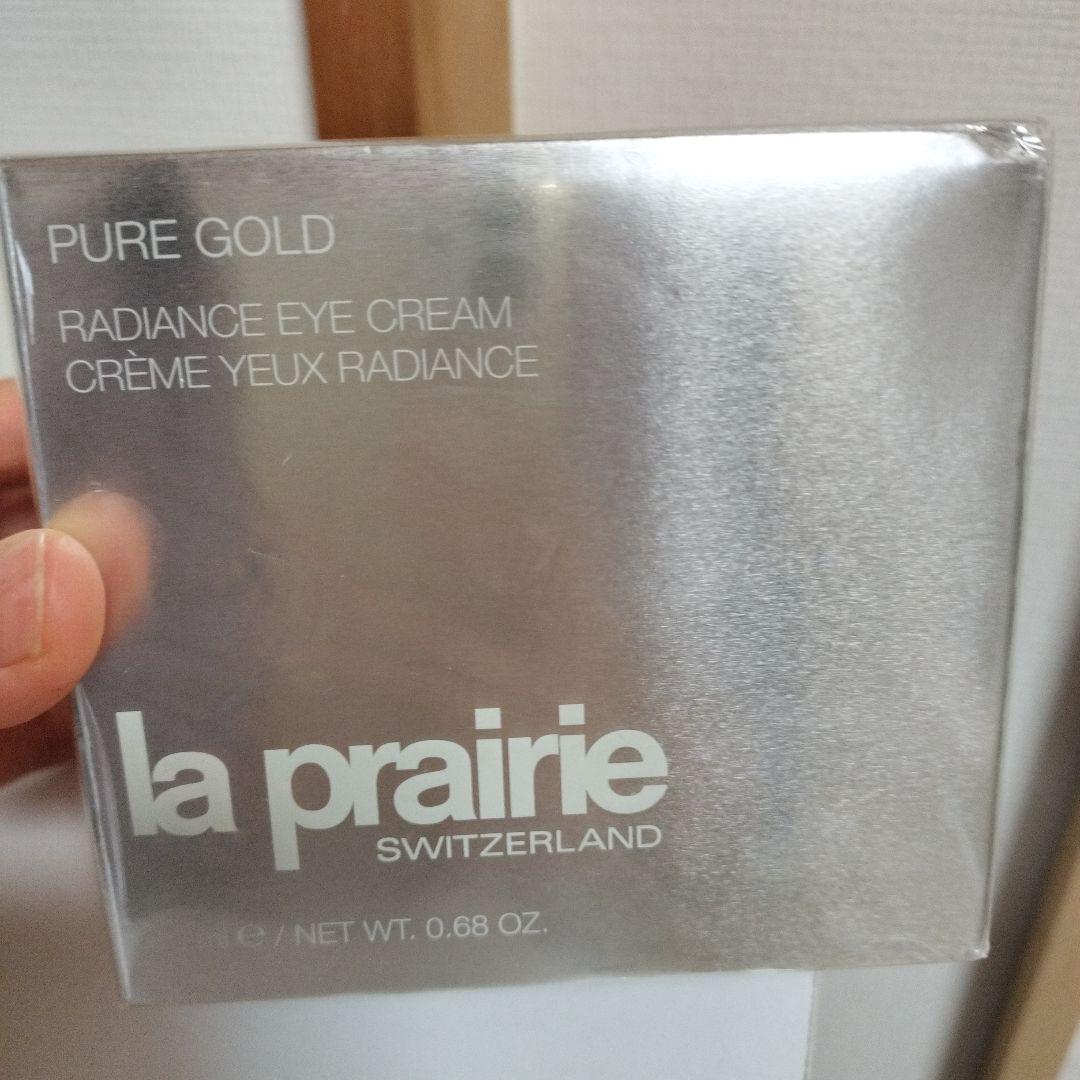 PURE GOLD
RADIANCE EYE CREAM
CRÈME YEUX RADIANCE
la prairie
SWITZERLAND
e / NET WT. 0.68 OZ.